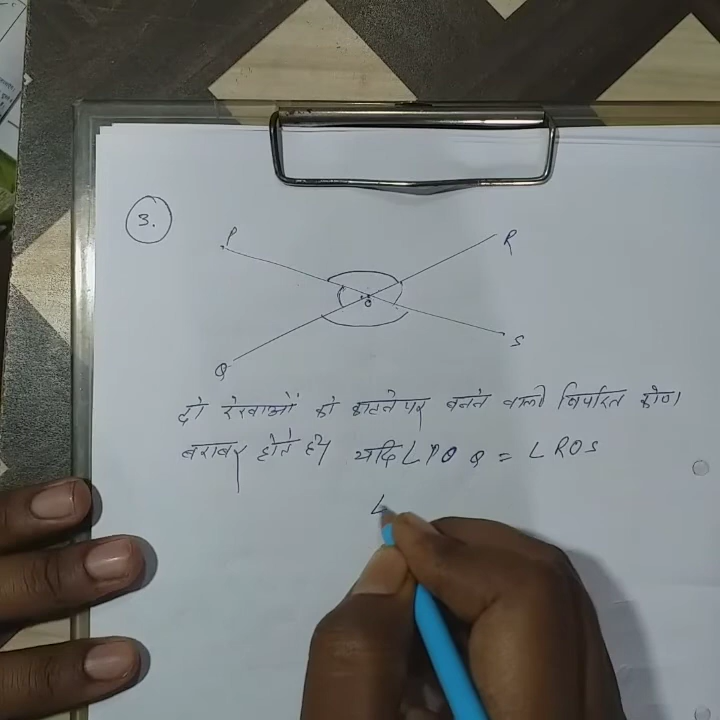 3.
P
R
O
Q
S
दो रेखाओं को काटने पर बनने वाली विपरित कोण
बराबर होते है यदि ∠POQ = ∠ROS
∠